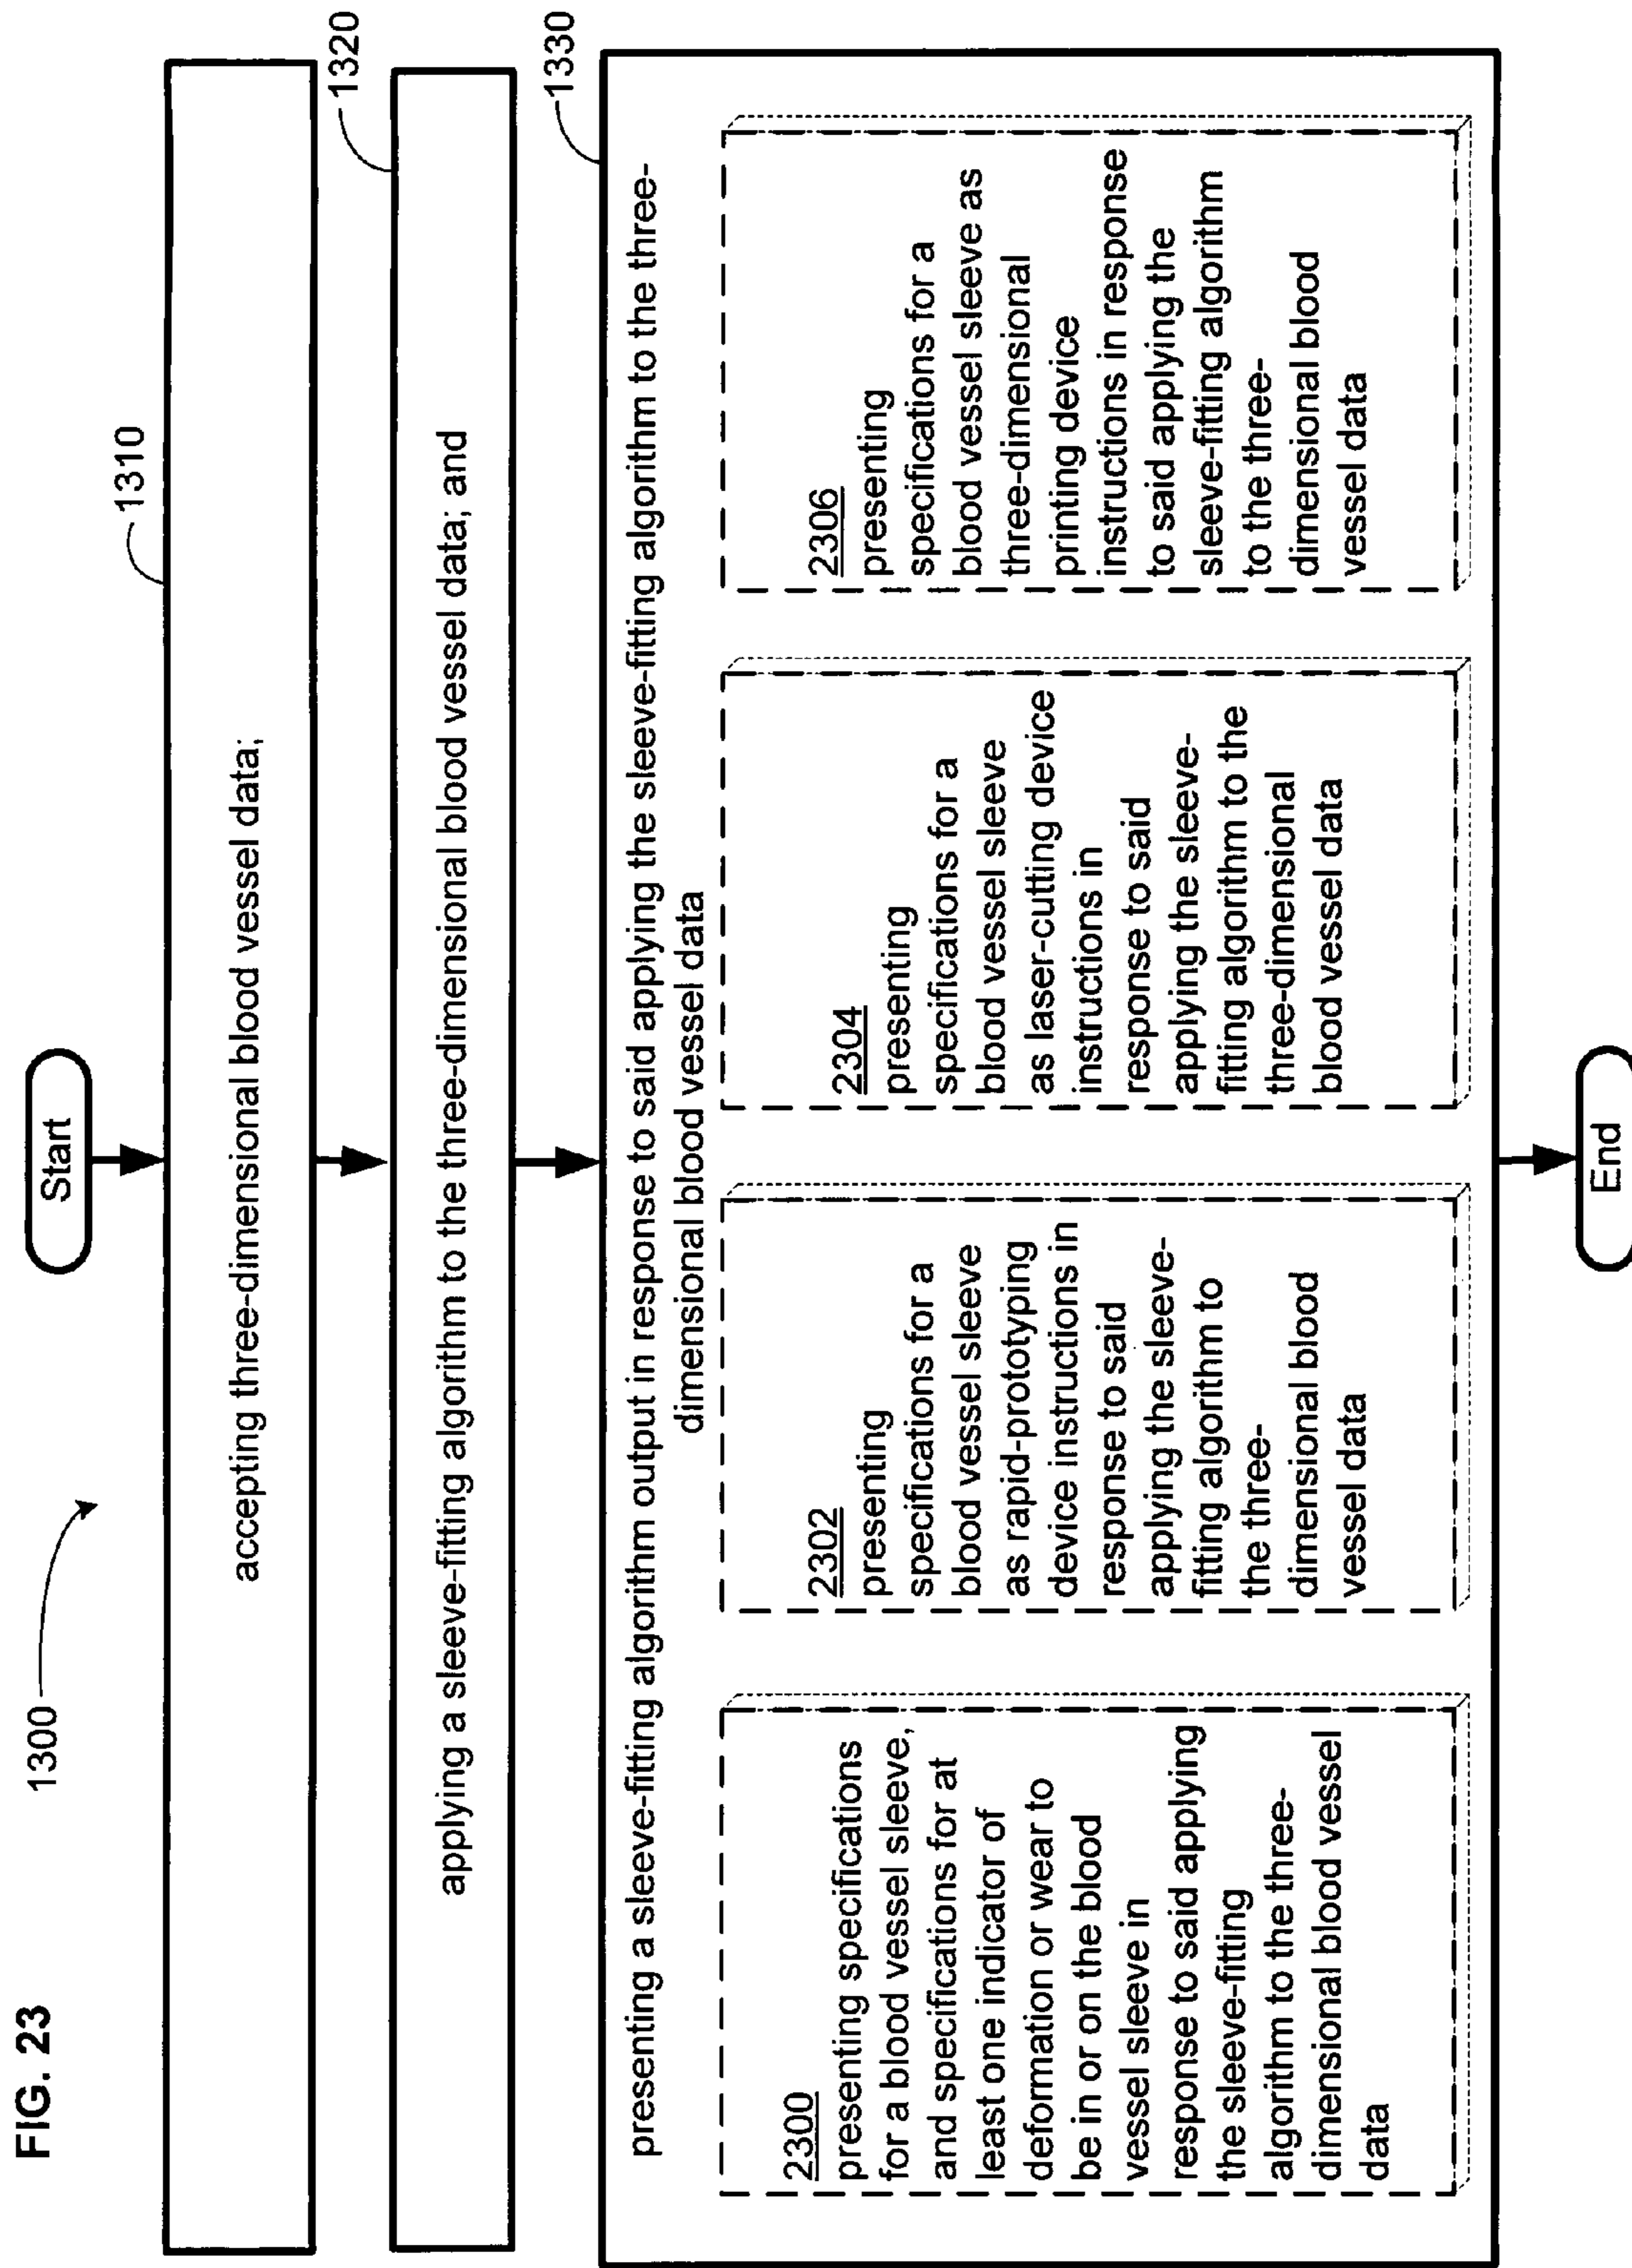 FIG. 23
1300
Start
1310
accepting three-dimensional blood vessel data;
1320
applying a sleeve-fitting algorithm to the three-dimensional blood vessel data; and
1330
presenting a sleeve-fitting algorithm output in response to said applying the sleeve-fitting algorithm to the three-
dimensional blood vessel data
2300
presenting specifications
for a blood vessel sleeve,
and specifications for at
least one indicator of
deformation or wear to
be in or on the blood
vessel sleeve in
response to said applying
the sleeve-fitting
algorithm to the three-
dimensional blood vessel
data
2302
presenting
specifications for a
blood vessel sleeve
as rapid-prototyping
device instructions in
response to said
applying the sleeve-
fitting algorithm to
the three-
dimensional blood
vessel data
2304
presenting
specifications for a
blood vessel sleeve
as laser-cutting device
instructions in
response to said
applying the sleeve-
fitting algorithm to the
three-dimensional
blood vessel data
2306
presenting
specifications for a
blood vessel sleeve as
three-dimensional
printing device
instructions in response
to said applying the
sleeve-fitting algorithm
to the three-
dimensional blood
vessel data
End